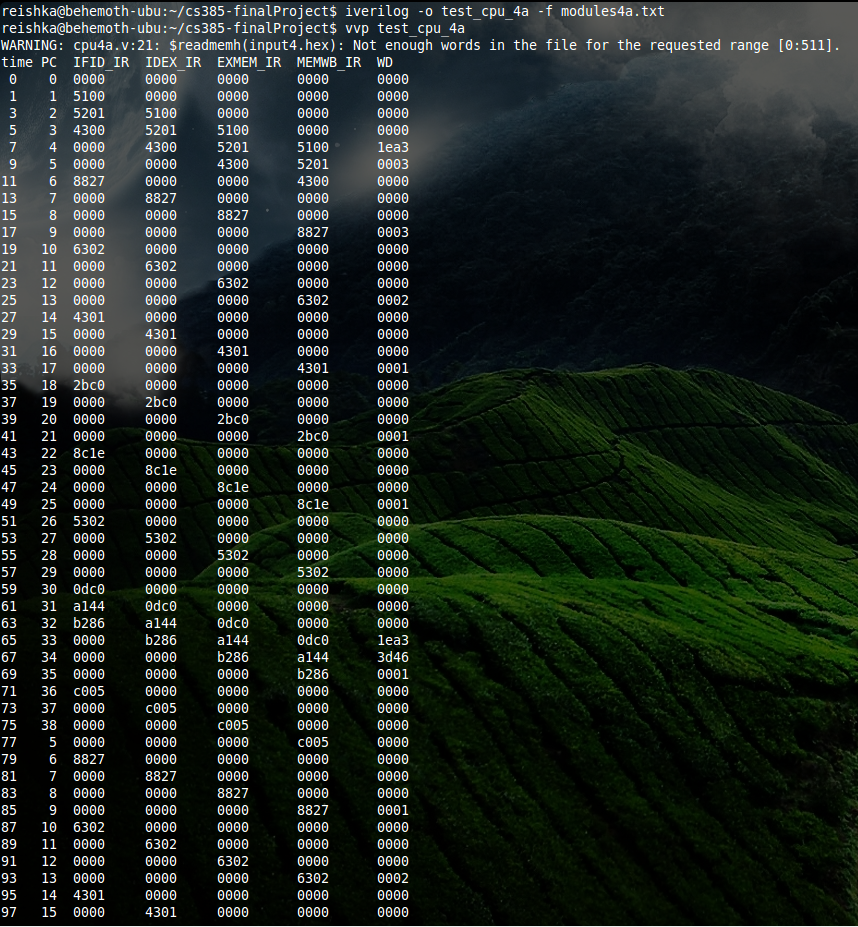 reishka@behemoth-ubu:~/cs385-finalProject$ iverilog -o test_cpu_4a -f modules4a.txt
reishka@behemoth-ubu:~/cs385-finalProject$ vvp test_cpu_4a
WARNING: cpu4a.v:21: $readmemh(input4.hex): Not enough words in the file for the requested range [0:511].
time PC  IFID_IR  IDEX_IR  EXMEM_IR  MEMWB_IR  WD
 0    0  0000     0000     0000      0000      0000
 1    1  5100     0000     0000      0000      0000
 3    2  5201     5100     0000      0000      0000
 5    3  4300     5201     5100      0000      0000
 7    4  0000     4300     5201      5100      1ea3
 9    5  0000     0000     4300      5201      0003
11    6  8827     0000     0000      4300      0000
13    7  0000     8827     0000      0000      0000
15    8  0000     0000     8827      0000      0000
17    9  0000     0000     0000      8827      0003
19   10  6302     0000     0000      0000      0000
21   11  0000     6302     0000      0000      0000
23   12  0000     0000     6302      0000      0000
25   13  0000     0000     0000      6302      0002
27   14  4301     0000     0000      0000      0000
29   15  0000     4301     0000      0000      0000
31   16  0000     0000     4301      0000      0000
33   17  0000     0000     0000      4301      0001
35   18  2bc0     0000     0000      0000      0000
37   19  0000     2bc0     0000      0000      0000
39   20  0000     0000     2bc0      0000      0000
41   21  0000     0000     0000      2bc0      0001
43   22  8c1e     0000     0000      0000      0000
45   23  0000     8c1e     0000      0000      0000
47   24  0000     0000     8c1e      0000      0000
49   25  0000     0000     0000      8c1e      0001
51   26  5302     0000     0000      0000      0000
53   27  0000     5302     0000      0000      0000
55   28  0000     0000     5302      0000      0000
57   29  0000     0000     0000      5302      0000
59   30  0dc0     0000     0000      0000      0000
61   31  a144     0dc0     0000      0000      0000
63   32  b286     a144     0dc0      0000      0000
65   33  0000     b286     a144      0dc0      1ea3
67   34  0000     0000     b286      a144      3d46
69   35  0000     0000     0000      b286      0001
71   36  c005     0000     0000      0000      0000
73   37  0000     c005     0000      0000      0000
75   38  0000     0000     c005      0000      0000
77    5  0000     0000     0000      c005      0000
79    6  8827     0000     0000      0000      0000
81    7  0000     8827     0000      0000      0000
83    8  0000     0000     8827      0000      0000
85    9  0000     0000     0000      8827      0001
87   10  6302     0000     0000      0000      0000
89   11  0000     6302     0000      0000      0000
91   12  0000     0000     6302      0000      0000
93   13  0000     0000     0000      6302      0002
95   14  4301     0000     0000      0000      0000
97   15  0000     4301     0000      0000      0000